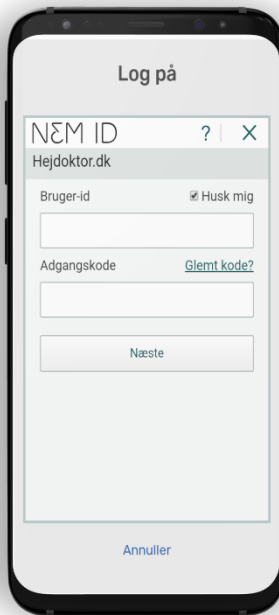 Log på
NEM ID ? X
Hejdoktor.dk
Bruger-id Husk mig
Adgangskode Glemt kode?
Næste
Annuller